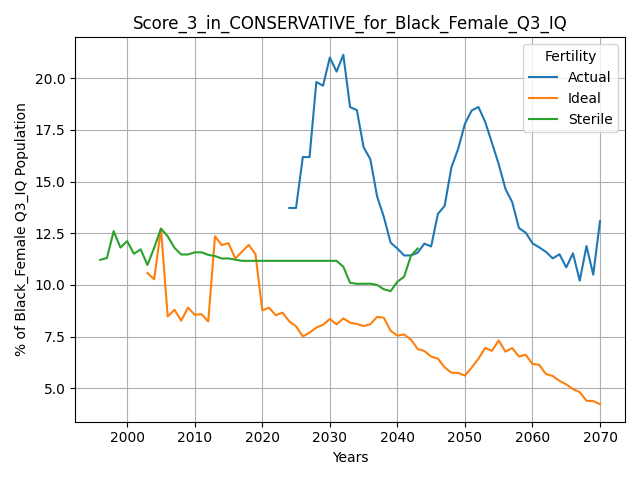 Score_3_in_CONSERVATIVE_for_Black_Female_Q3_IQ
% of Black_Female Q3_IQ Population
20.0
17.5
15.0
12.5
10.0
7.5
5.0
Fertility
Actual
Ideal
Sterile
2000 2010 2020 2030 2040 2050 2060 2070
Years